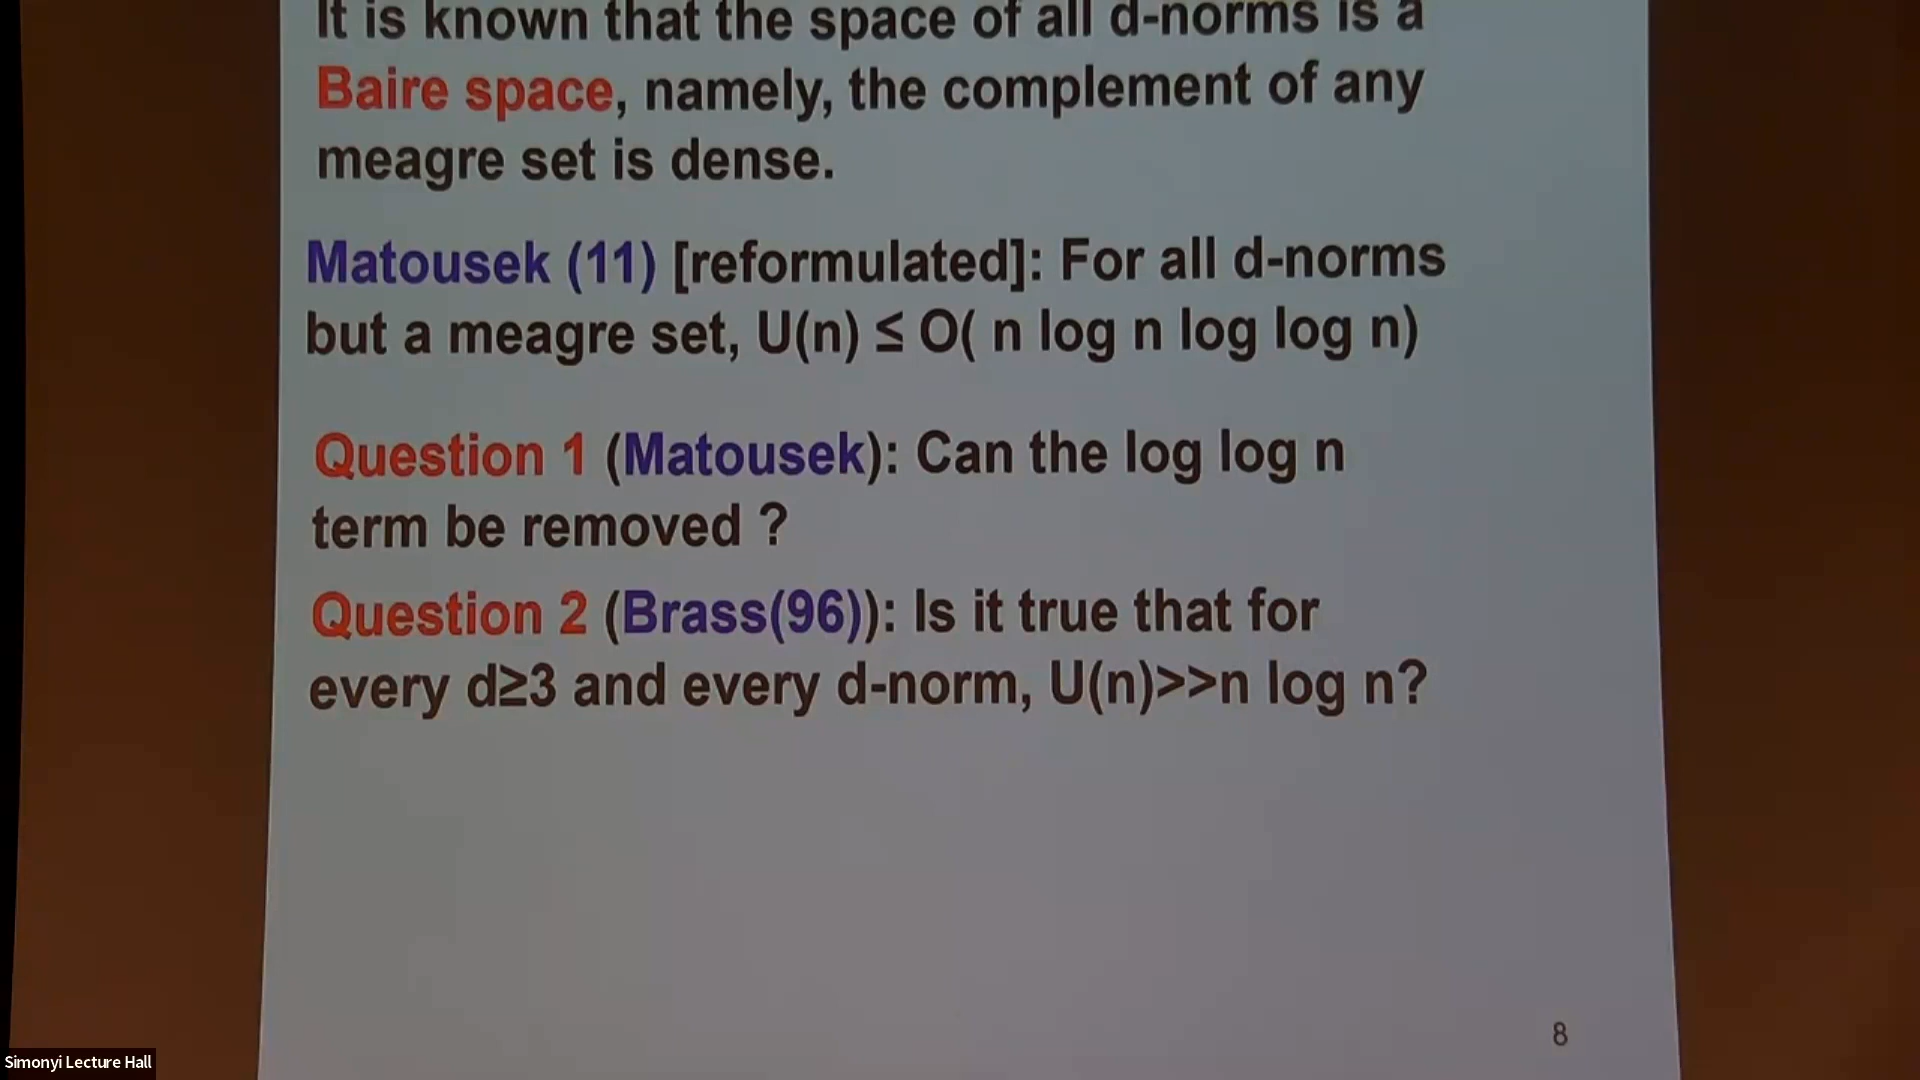 It is known that the space of all d-norms is a
Baire space, namely, the complement of any
meagre set is dense.
Matousek (11) [reformulated]: For all d-norms
but a meagre set, U(n) ≤ O( n log n log log n)
Question 1 (Matousek): Can the log log n
term be removed ?
Question 2 (Brass(96)): Is it true that for
every d≥3 and every d-norm, U(n)>>n log n?
8
Simonyi Lecture Hall